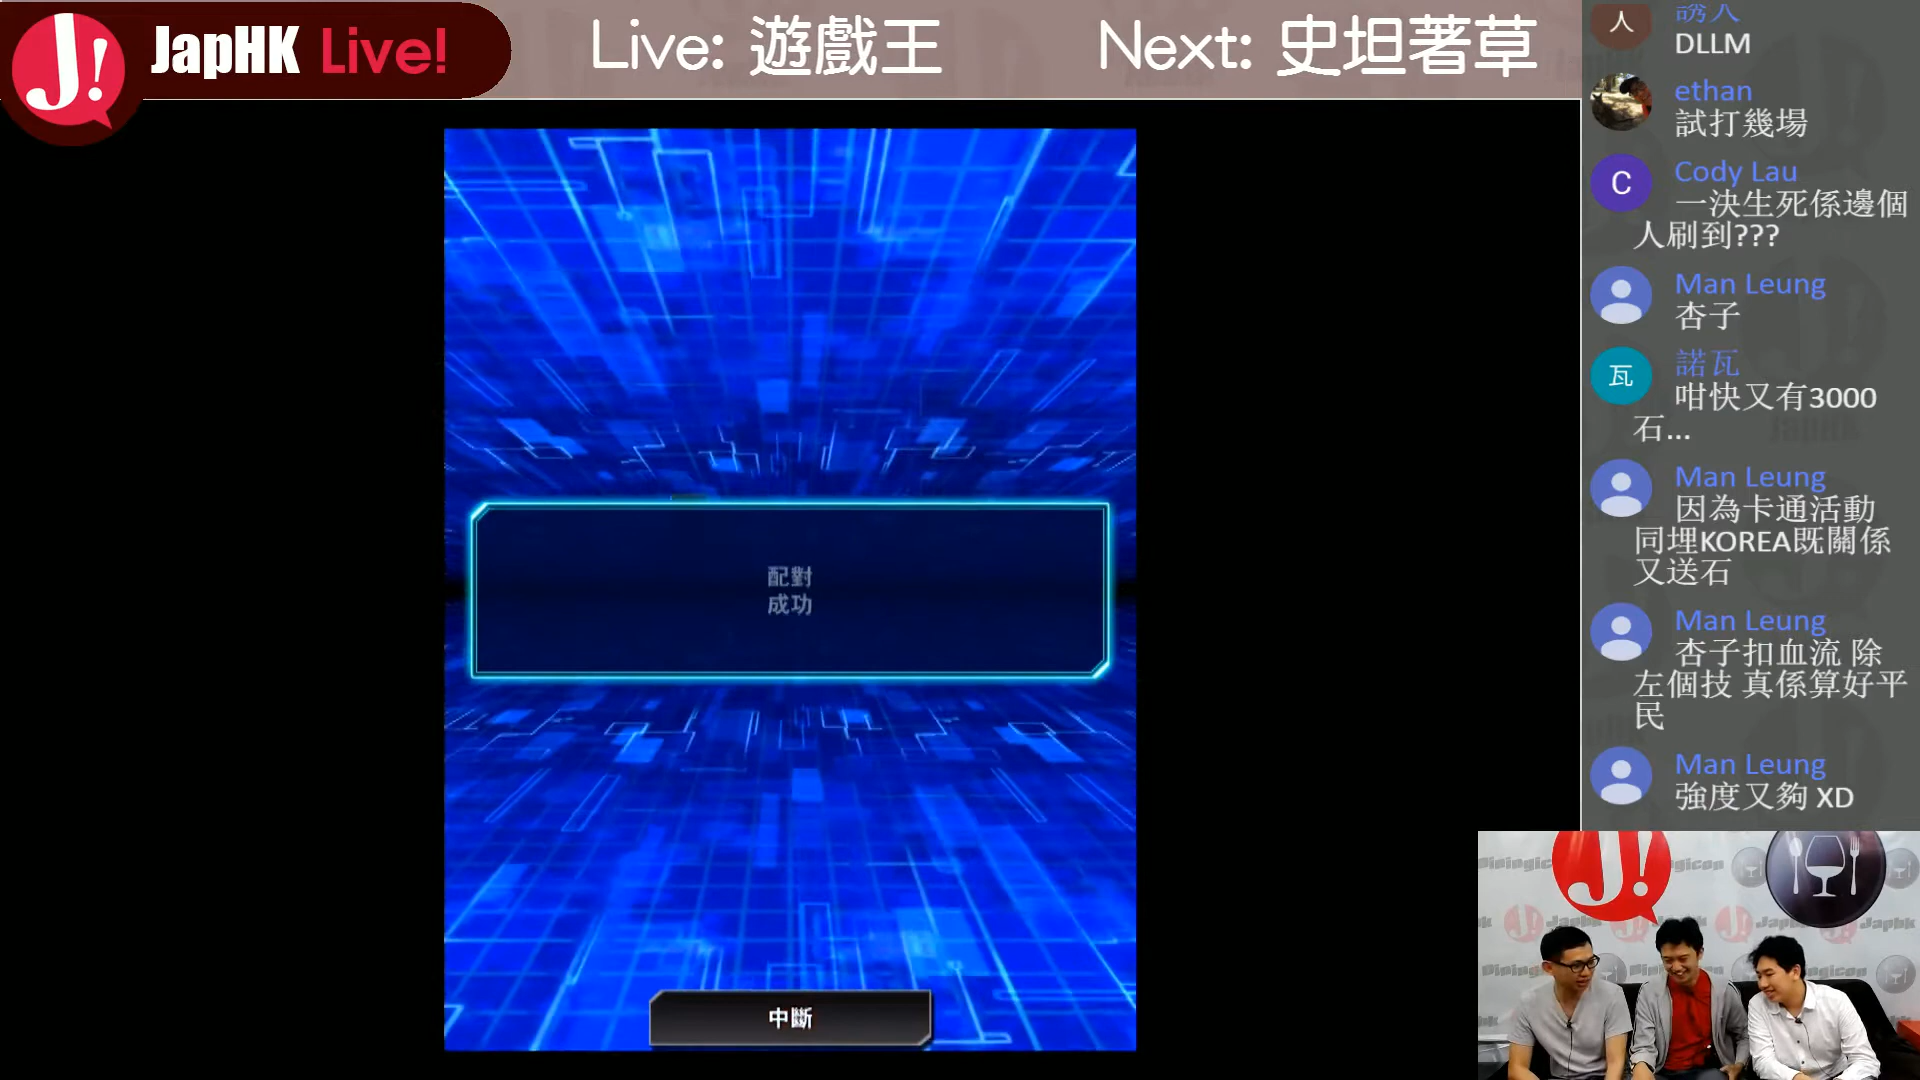 JapHK Live!
Live: 遊戲王
Next: 史坦著草
配對
成功
中斷
人
誘人
DLLM
ethan
試打幾場
C
Cody Lau
一決生死係邊個
人刷到???
Man Leung
杏子
瓦
諾瓦
咁快又有3000
石...
Man Leung
因為卡通活動
同埋KOREA既關係
又送石
Man Leung
杏子扣血流 除
左個技 真係算好平
民
Man Leung
強度又夠 XD
J!